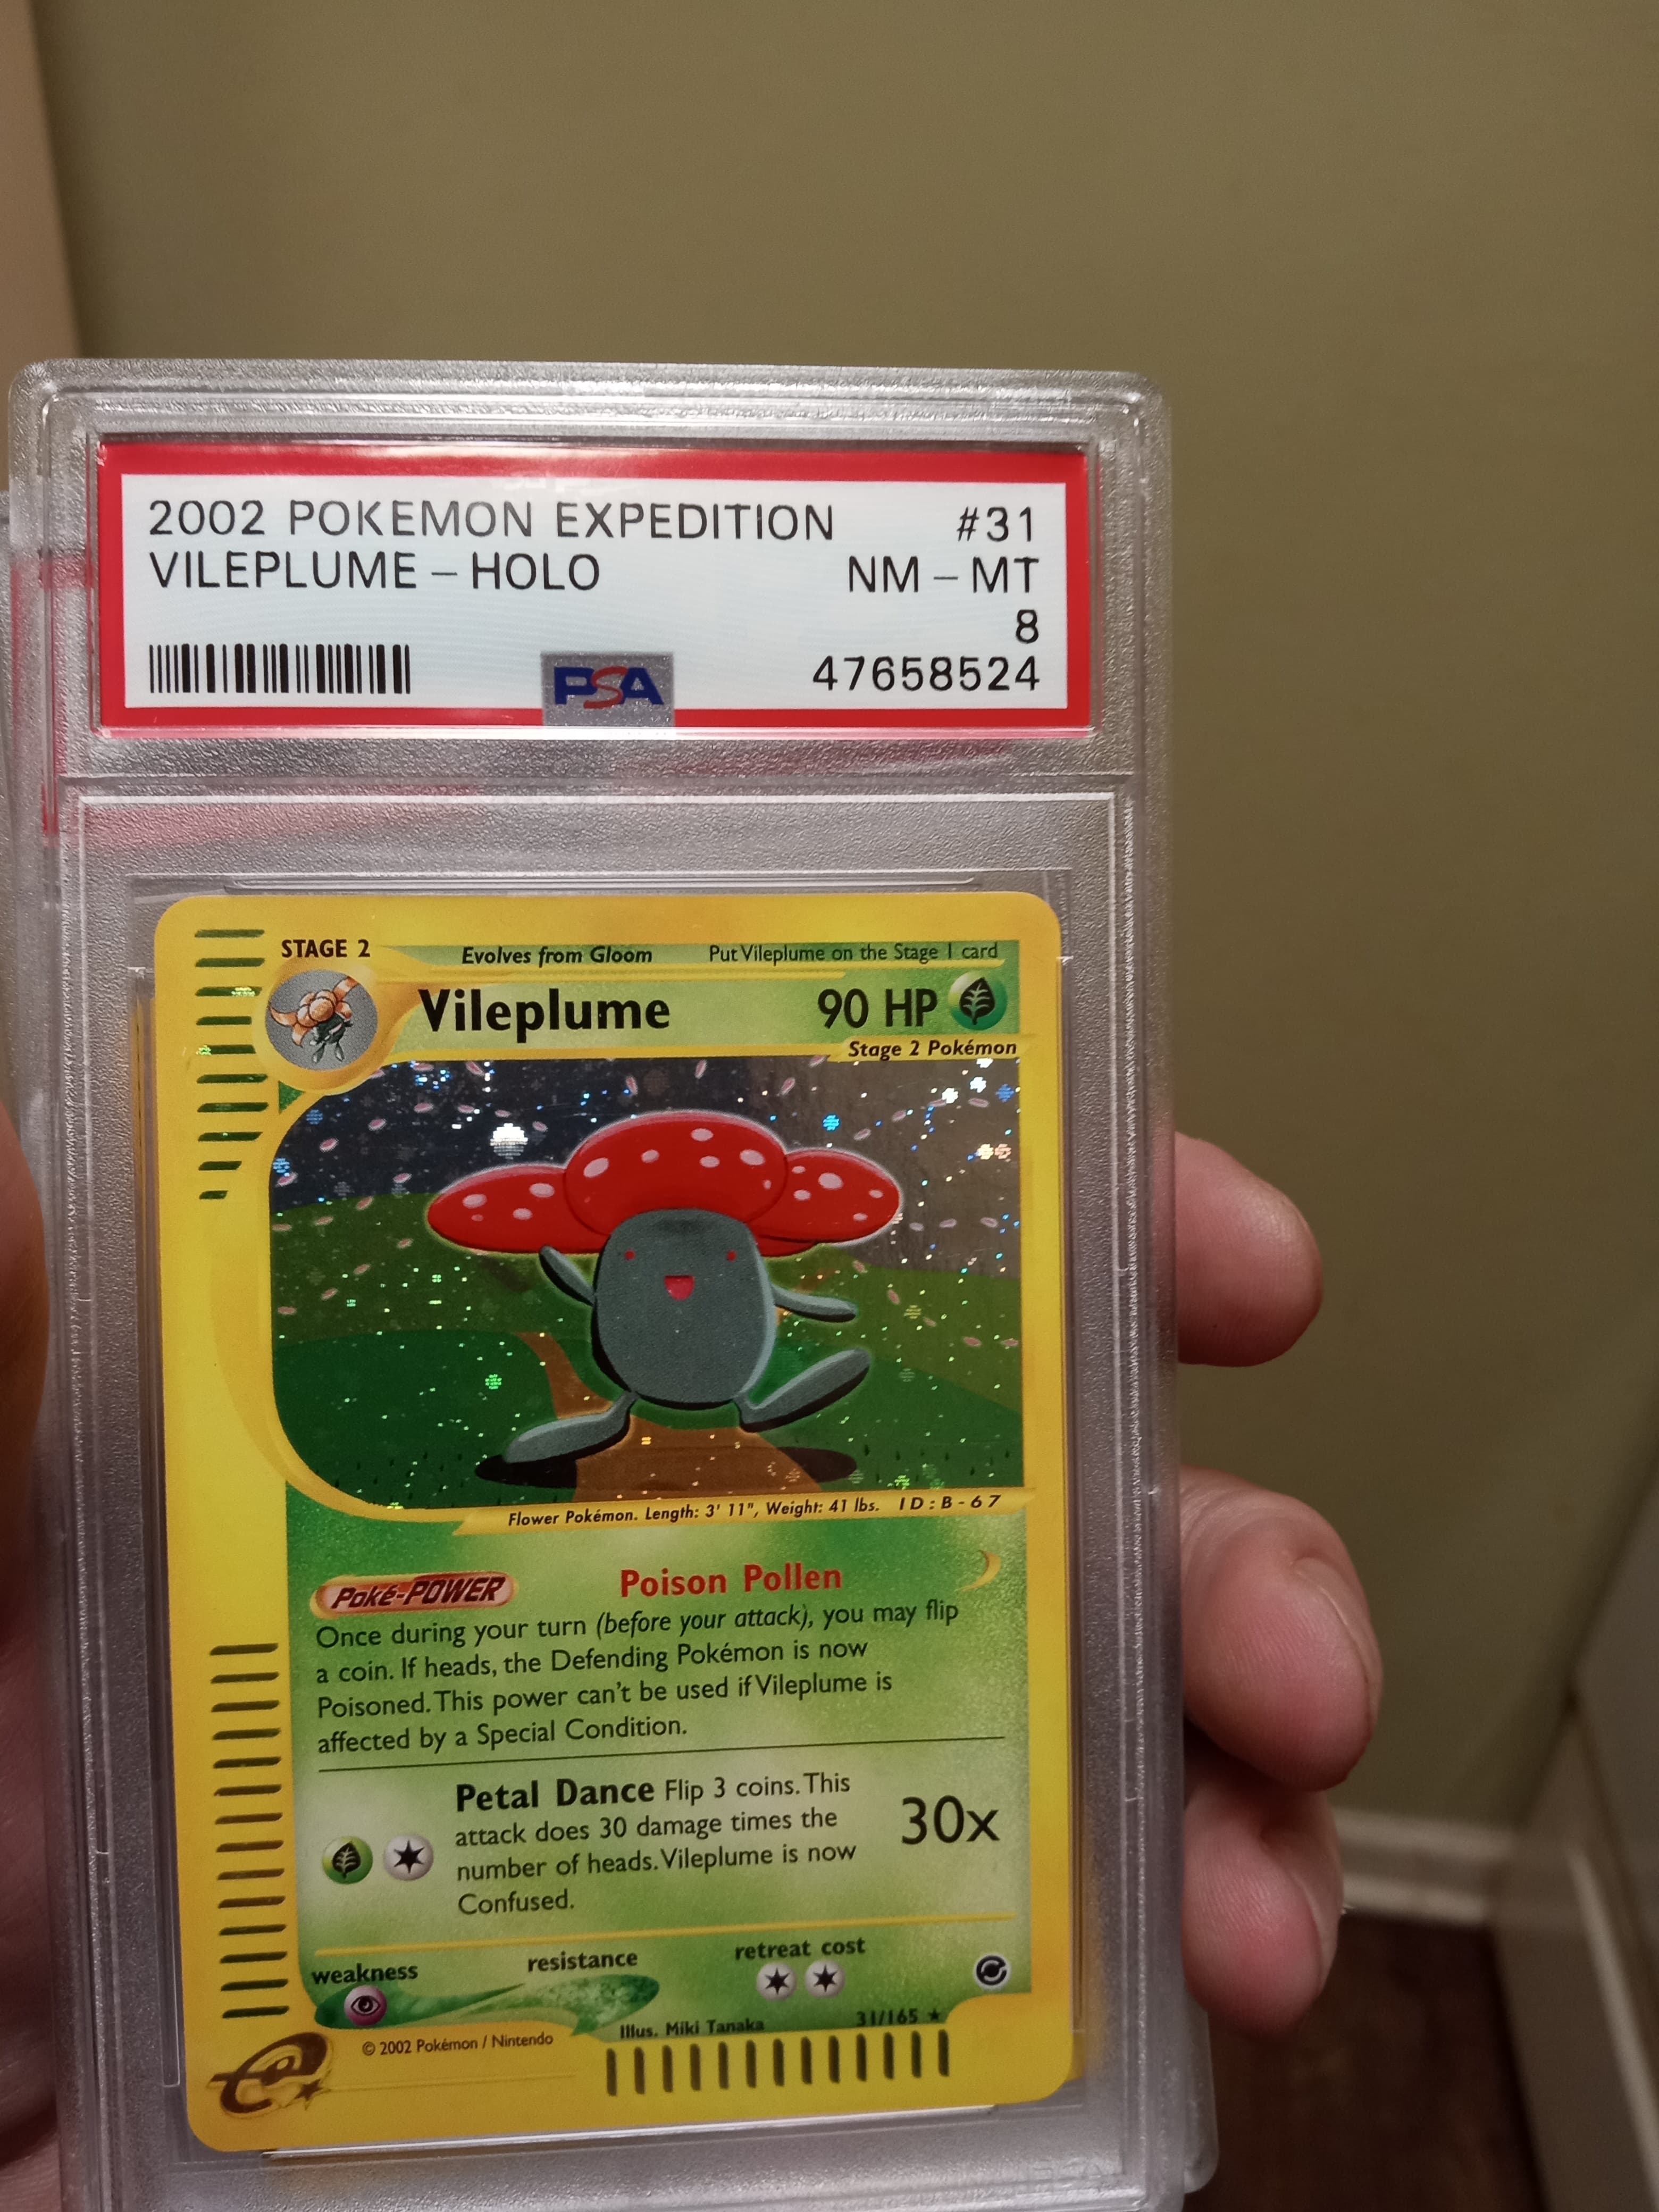 2002 POKEMON EXPEDITION #31
VILEPLUME - HOLO NM - MT
8
PSA 47658524
STAGE 2 Evolves from Gloom Put Vileplume on the Stage 1 card
Vileplume 90 HP
Stage 2 Pokémon
Flower Pokémon. Length: 3' 11", Weight: 41 lbs. ID:B-67
Poké-POWER Poison Pollen
Once during your turn (before your attack), you may flip
a coin. If heads, the Defending Pokémon is now
Poisoned. This power can't be used if Vileplume is
affected by a Special Condition.
Petal Dance Flip 3 coins. This
attack does 30 damage times the
number of heads. Vileplume is now
Confused.
30x
weakness resistance retreat cost
Illus. Miki Tanaka 31/165 ★
© 2002 Pokémon / Nintendo
e